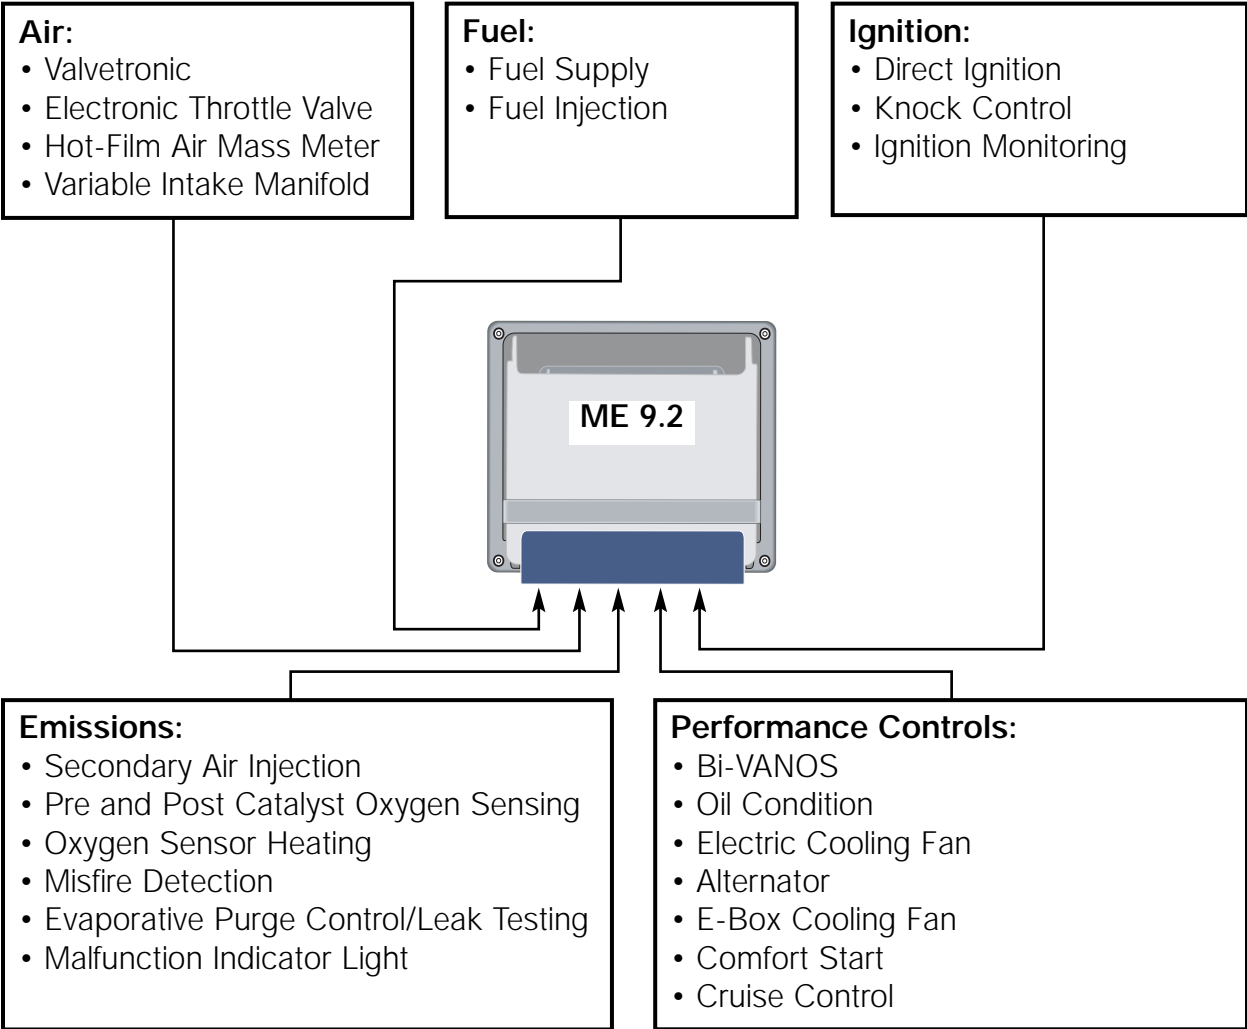 Air:
• Valvetronic
• Electronic Throttle Valve
• Hot-Film Air Mass Meter
• Variable Intake Manifold
Fuel:
• Fuel Supply
• Fuel Injection
Ignition:
• Direct Ignition
• Knock Control
• Ignition Monitoring
ME 9.2
Emissions:
• Secondary Air Injection
• Pre and Post Catalyst Oxygen Sensing
• Oxygen Sensor Heating
• Misfire Detection
• Evaporative Purge Control/Leak Testing
• Malfunction Indicator Light
Performance Controls:
• Bi-VANOS
• Oil Condition
• Electric Cooling Fan
• Alternator
• E-Box Cooling Fan
• Comfort Start
• Cruise Control